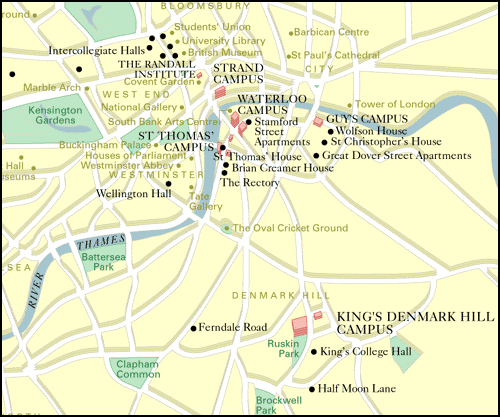 BLOOMSBURY
ground
Students' Union
University Library
British Museum
Intercollegiate Halls
Barbican Centre
St Paul's Cathedral
THE RANDALL
INSTITUTE
STRAND
CAMPUS
CITY
Covent Garden
Marble Arch
WEST END
WATERLOO
CAMPUS
Tower of London
Kensington
Gardens
National Gallery
South Bank Arts Centre
Stamford
Street
Apartments
GUY'S CAMPUS
Wolfson House
St Christopher's House
ST THOMAS'
CAMPUS
Buckingham Palace
Houses of Parliament
St Thomas' House
Great Dover Street Apartments
Hall
useums
Westminster Abbey
Brian Creamer House
WESTMINSTER
The Rectory
Wellington Hall
Tate
Gallery
The Oval Cricket Ground
THAMES
RIVER
Battersea
Park
LSEA
DENMARK HILL
KING'S DENMARK HILL
CAMPUS
Ferndale Road
Ruskin
Park
King's College Hall
Clapham
Common
Half Moon Lane
Brockwell
Park